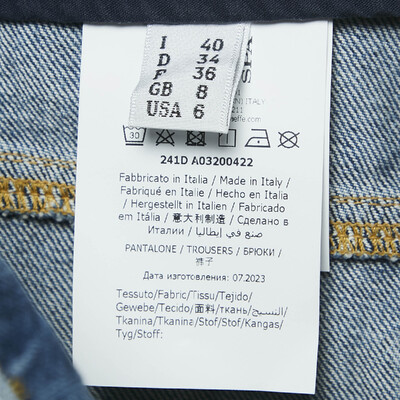 I 40
D 34
F 36
GB 8
USA 6
SPA
ITALY
30
241D A03200422
Fabbricato in Italia / Made in Italy /
Fabriqué en Italie / Hecho en Italia
/ Hergestellt in Italien / Fabricado
em Itália / 意大利制造 / Сделано в
Италии / صنع في إيطاليا
PANTALONE / TROUSERS / БРЮКИ /
裤子
Дата изготовления: 07.2023
Tessuto/Fabric/Tissu/Tejido/
Gewebe/Tecido/面料/ткань/النسيج/
Tkanina/Tkanina/Stof/Stof/Kangas/
Tyg/Stoff: